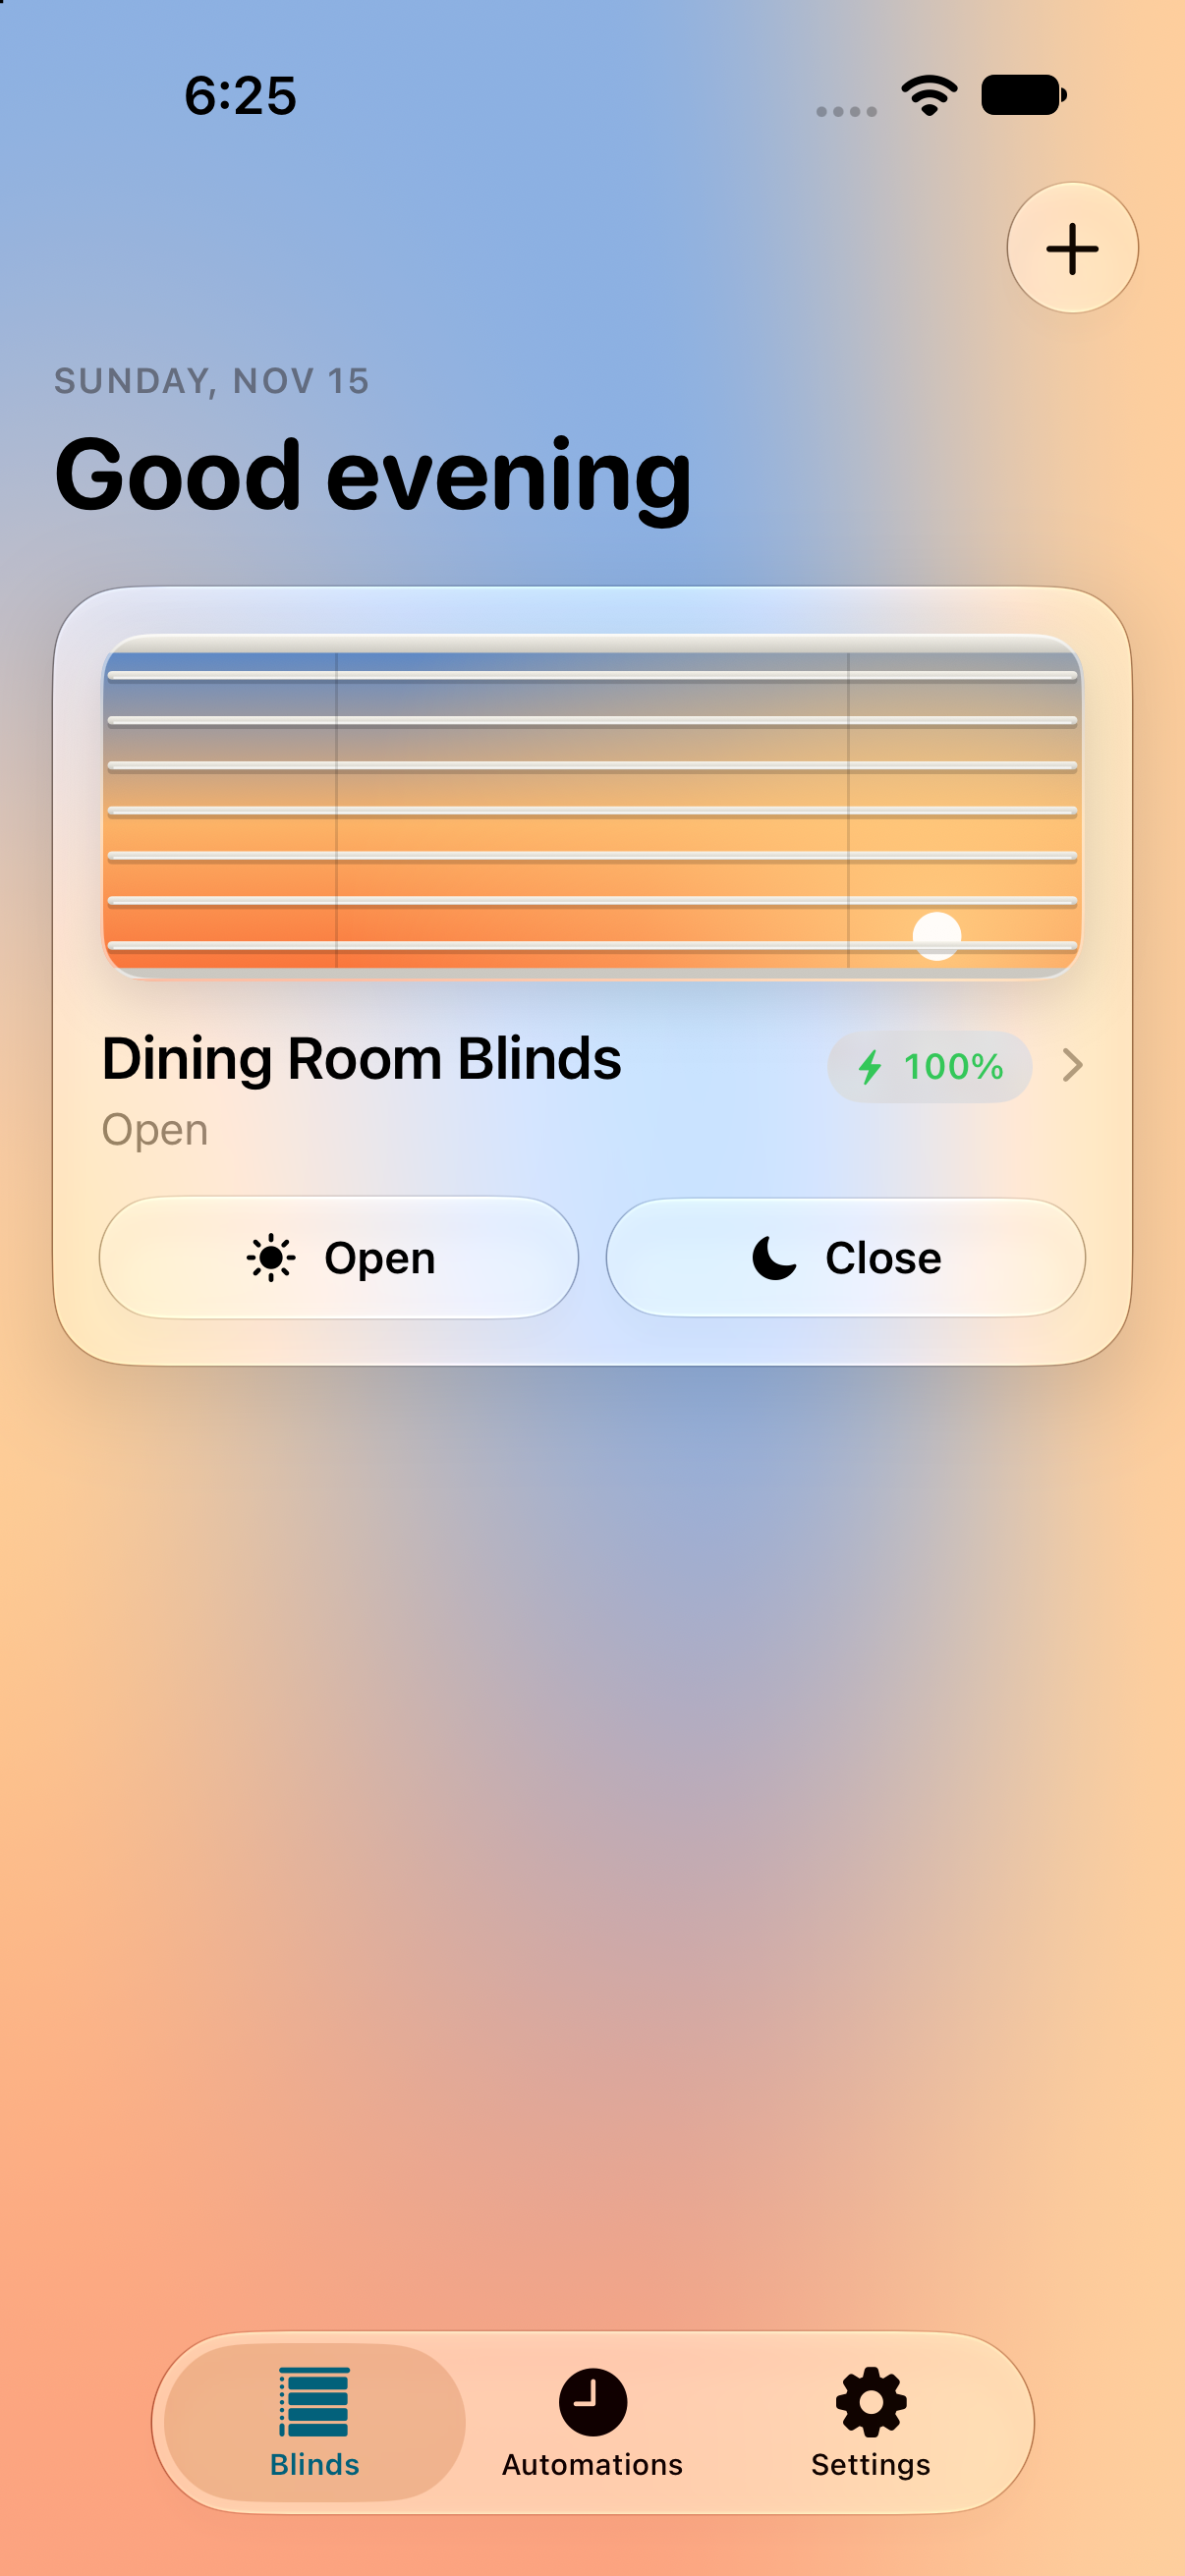 6:25
SUNDAY, NOV 15
Good evening
Dining Room Blinds
100%
Open
Open
Close
Blinds
Automations
Settings